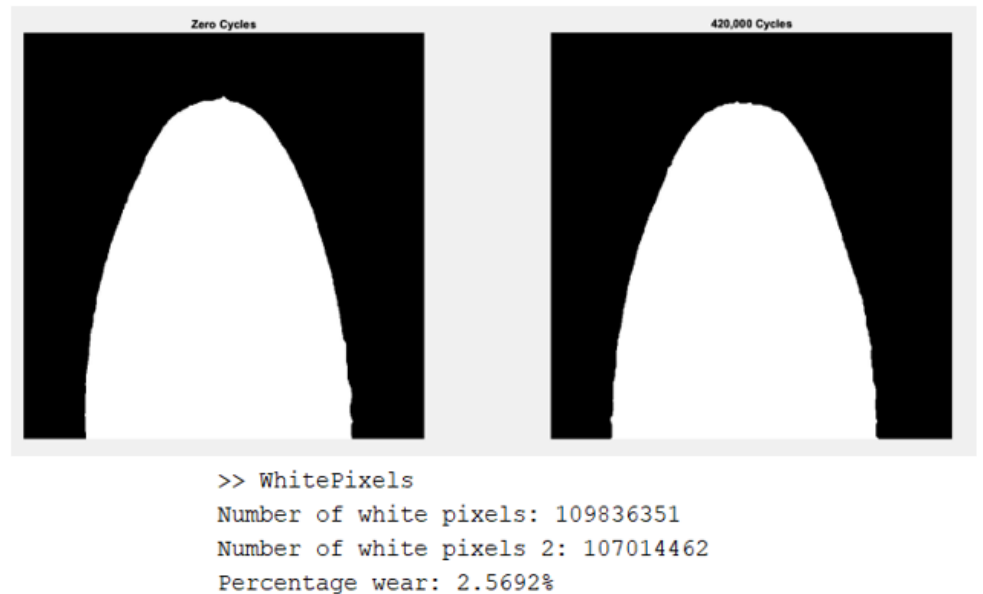 Zero Cycles
420,000 Cycles
>> WhitePixels
Number of white pixels: 109836351
Number of white pixels 2: 107014462
Percentage wear: 2.5692%